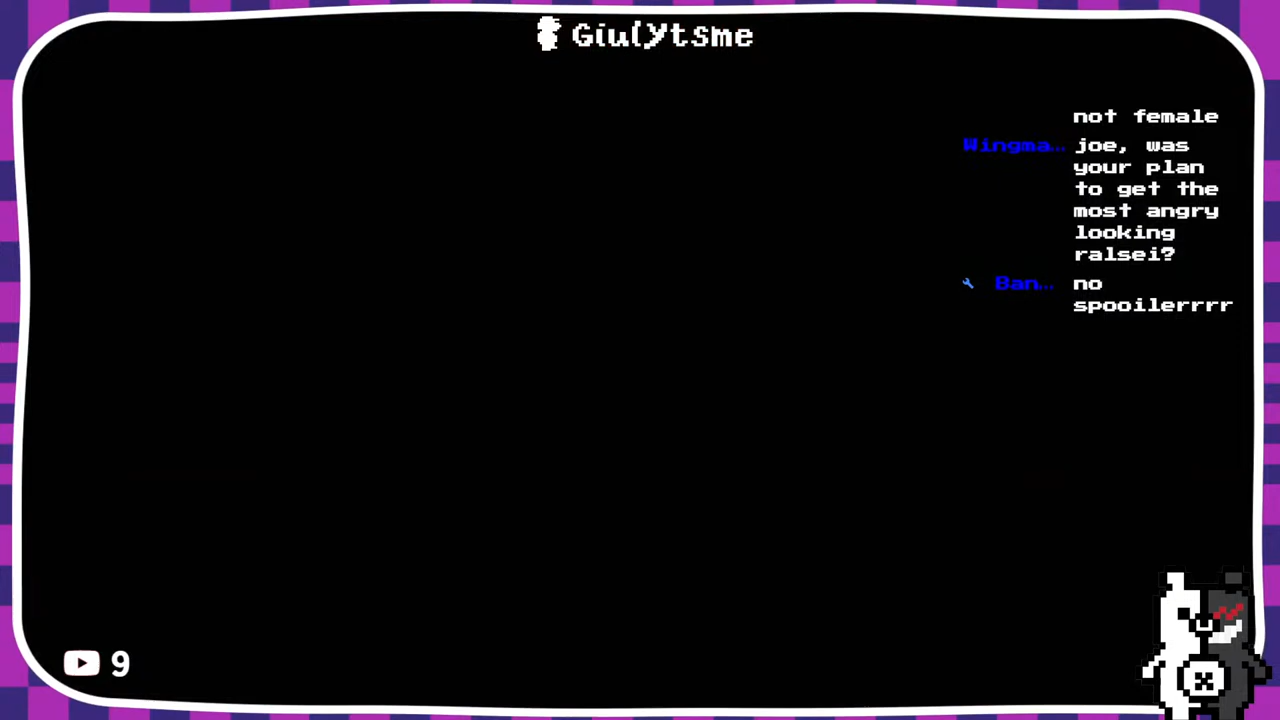 GiulytSme
not female
Wingma… joe, was
your plan
to get the
most angry
looking
ralsei?
Ban… no
spooilerrrr
9